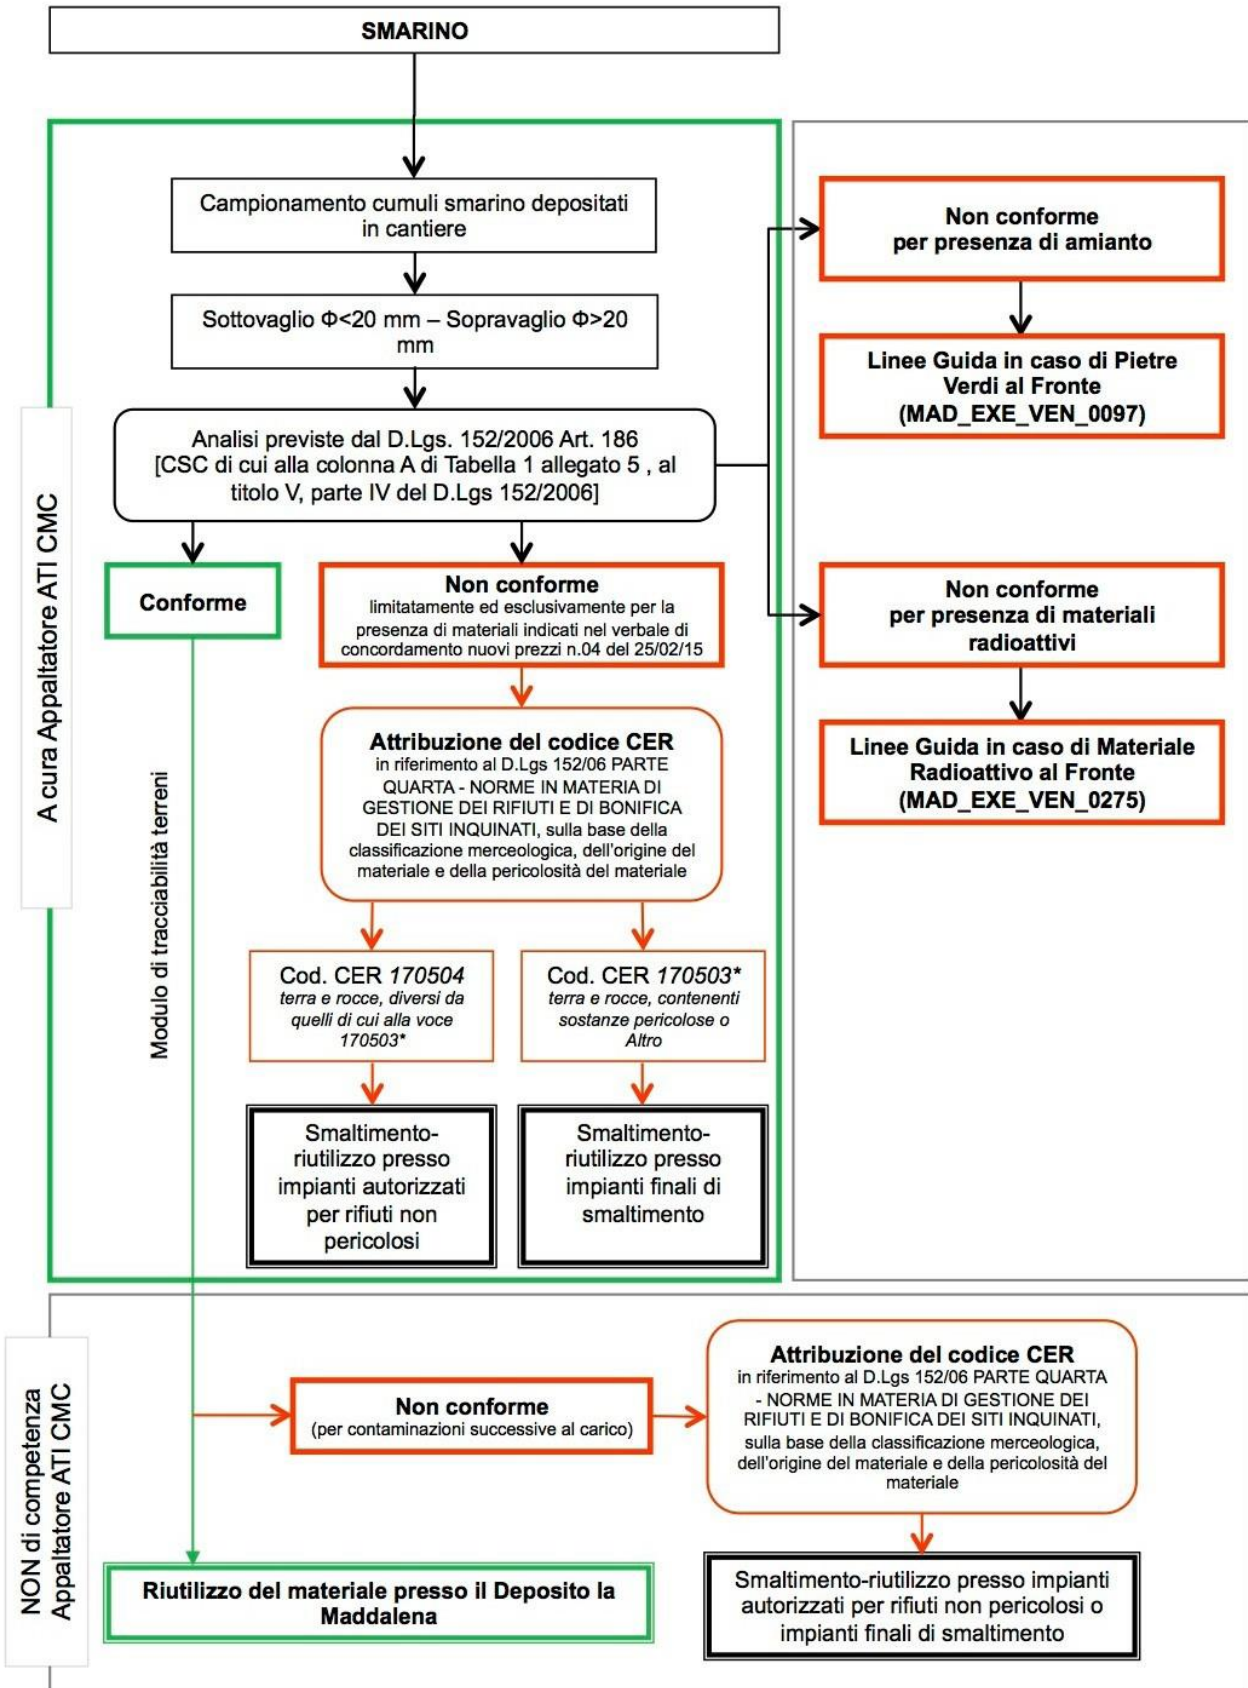 SMARINO
Campionamento cumuli smarino depositati
in cantiere
Sottovaglio Φ<20 mm – Sopravaglio Φ>20
mm
Analisi previste dal D.Lgs. 152/2006 Art. 186
[CSC di cui alla colonna A di Tabella 1 allegato 5 , al
titolo V, parte IV del D.Lgs 152/2006]
Conforme
Non conforme
limitatamente ed esclusivamente per la
presenza di materiali indicati nel verbale di
concordamento nuovi prezzi n.04 del 25/02/15
Attribuzione del codice CER
in riferimento al D.Lgs 152/06 PARTE
QUARTA - NORME IN MATERIA DI
GESTIONE DEI RIFIUTI E DI BONIFICA
DEI SITI INQUINATI, sulla base della
classificazione merceologica, dell'origine del
materiale e della pericolosità del materiale
Cod. CER 170504
terra e rocce, diversi da
quelli di cui alla voce
170503*
Cod. CER 170503*
terra e rocce, contenenti
sostanze pericolose o
Altro
Smaltimento-
riutilizzo presso
impianti autorizzati
per rifiuti non
pericolosi
Smaltimento-
riutilizzo presso
impianti finali di
smaltimento
A cura Appaltatore ATI CMC
Modulo di tracciabilità terreni
Non conforme
per presenza di amianto
Linee Guida in caso di Pietre
Verdi al Fronte
(MAD_EXE_VEN_0097)
Non conforme
per presenza di materiali
radioattivi
Linee Guida in caso di Materiale
Radioattivo al Fronte
(MAD_EXE_VEN_0275)
NON di competenza
Appaltatore ATI CMC
Non conforme
(per contaminazioni successive al carico)
Attribuzione del codice CER
in riferimento al D.Lgs 152/06 PARTE QUARTA
- NORME IN MATERIA DI GESTIONE DEI
RIFIUTI E DI BONIFICA DEI SITI INQUINATI,
sulla base della classificazione merceologica,
dell'origine del materiale e della pericolosità del
materiale
Riutilizzo del materiale presso il Deposito la
Maddalena
Smaltimento-riutilizzo presso impianti
autorizzati per rifiuti non pericolosi o
impianti finali di smaltimento